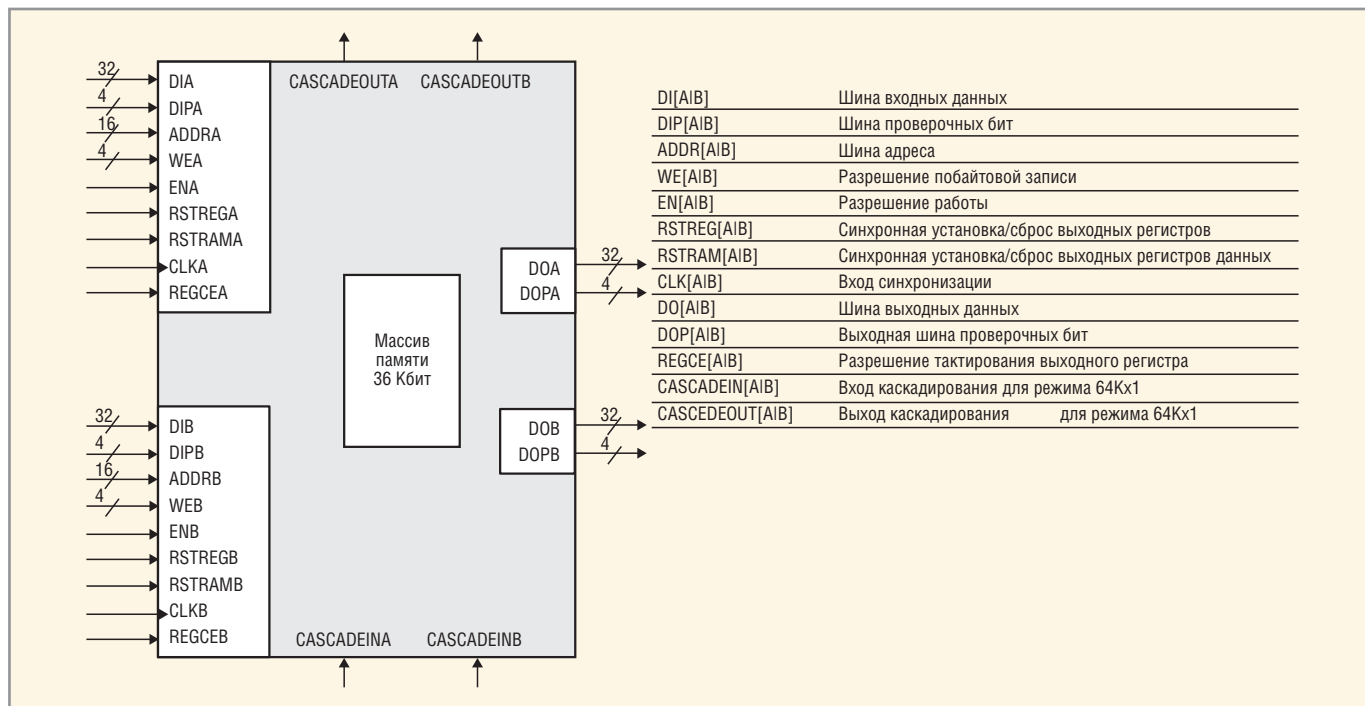 CASCADEOUTA CASCADEOUTB
32
DIA
4
DIPA
16
ADDRA
4
WEA
ENA
RSTREGA
RSTRAMA
CLKA
REGCEA
DOA
32
DOPA
4
Массив
памяти
36 Кбит
32
DIB
4
DIPB
16
ADDRB
4
WEB
ENB
RSTREGB
RSTRAMB
CLKB
REGCEB
DOB
32
DOPB
4
CASCADEINA CASCADEINB
DI[A|B] Шина входных данных
DIP[A|B] Шина проверочных бит
ADDR[A|B] Шина адреса
WE[A|B] Разрешение побайтовой записи
EN[A|B] Разрешение работы
RSTREG[A|B] Синхронная установка/сброс выходных регистров
RSTRAM[A|B] Синхронная установка/сброс выходных регистров данных
CLK[A|B] Вход синхронизации
DO[A|B] Шина выходных данных
DOP[A|B] Выходная шина проверочных бит
REGCE[A|B] Разрешение тактирования выходного регистра
CASCADEIN[A|B] Вход каскадирования для режима 64Кx1
CASCEDEOUT[A|B] Выход каскадирования для режима 64Кx1